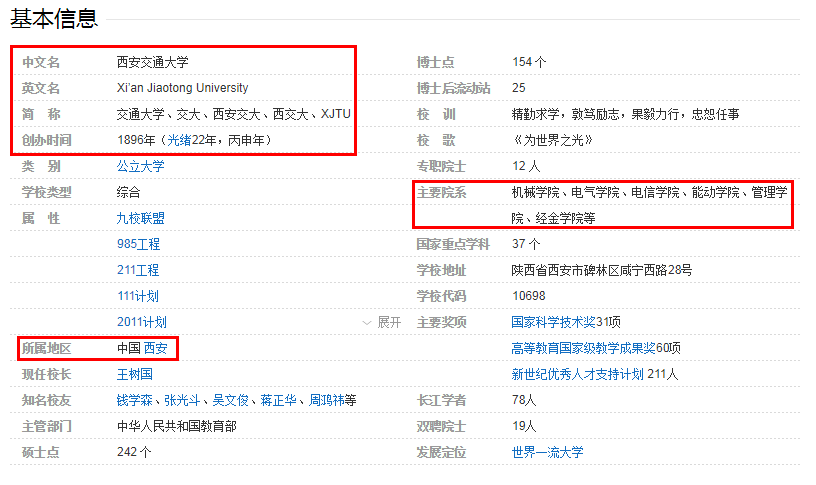 基本信息
中文名 西安交通大学
英文名 Xi'an Jiaotong University
简 称 交通大学、交大、西安交大、西交大、XJTU
创办时间 1896年（光绪22年，丙申年）
类 别 公立大学
学校类型 综合
属 性 九校联盟
985工程
211工程
111计划
2011计划
展开
所属地区 中国 西安
现任校长 王树国
知名校友 钱学森、张光斗、吴文俊、蒋正华、周鸿祎等
主管部门 中华人民共和国教育部
硕士点 242 个
博士点 154 个
博士后流动站 25
校 训 精勤求学，敦笃励志，果毅力行，忠恕任事
校 歌 《为世界之光》
专职院士 12 人
主要院系 机械学院、电气学院、电信学院、能动学院、管理学
院、经金学院等
国家重点学科 37 个
学校地址 陕西省西安市碑林区咸宁西路28号
学校代码 10698
主要奖项 国家科学技术奖31项
高等教育国家级教学成果奖60项
新世纪优秀人才支持计划 211人
长江学者 78人
双聘院士 19人
发展定位 世界一流大学